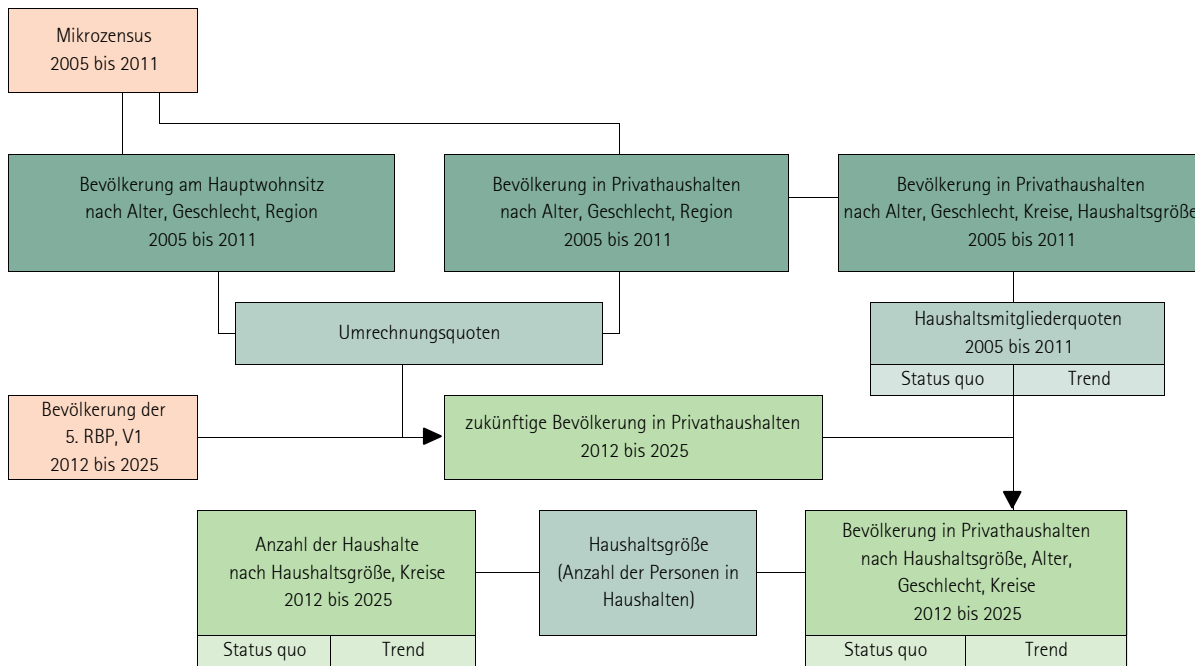 Mikrozensus
2005 bis 2011
Bevölkerung am Hauptwohnsitz
nach Alter, Geschlecht, Region
2005 bis 2011
Bevölkerung in Privathaushalten
nach Alter, Geschlecht, Region
2005 bis 2011
Bevölkerung in Privathaushalten
nach Alter, Geschlecht, Kreise, Haushaltsgröße
2005 bis 2011
Umrechnungsquoten
Haushaltsmitgliederquoten
2005 bis 2011
Status quo
Trend
Bevölkerung der
5. RBP, V1
2012 bis 2025
zukünftige Bevölkerung in Privathaushalten
2012 bis 2025
Anzahl der Haushalte
nach Haushaltsgröße, Kreise
2012 bis 2025
Status quo
Trend
Haushaltsgröße
(Anzahl der Personen in
Haushalten)
Bevölkerung in Privathaushalten
nach Haushaltsgröße, Alter,
Geschlecht, Kreise
2012 bis 2025
Status quo
Trend